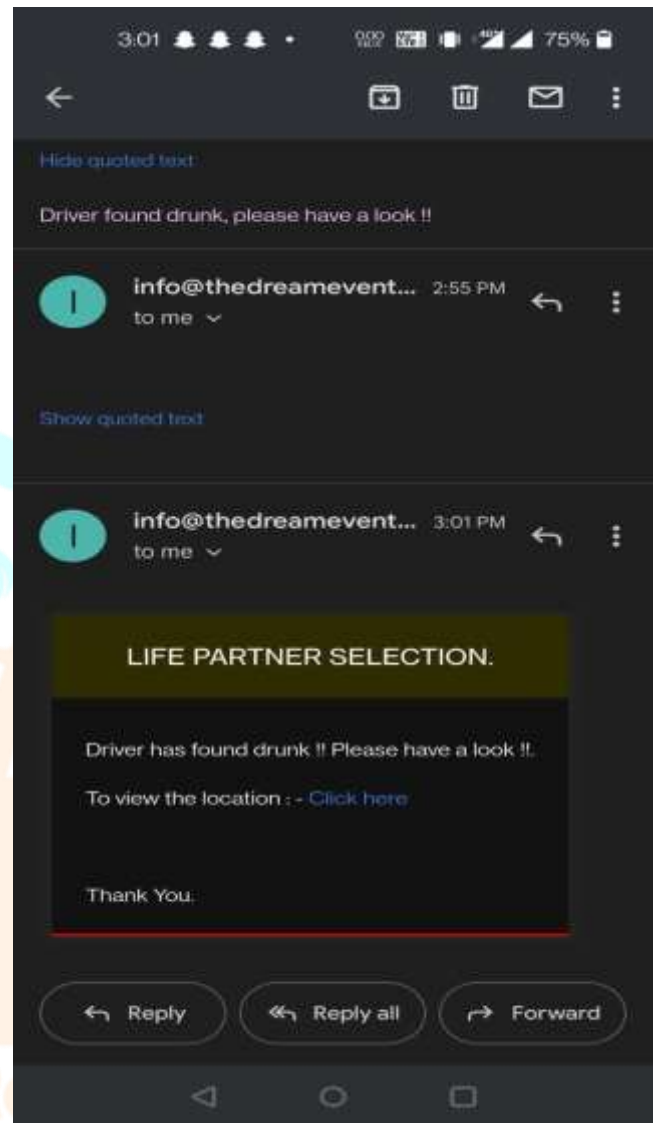 3:01
75%
Hide quoted text
Driver found drunk, please have a look !!
I
info@thedreamevent... 2:55 PM
to me
Show quoted text
I
info@thedreamevent... 3:01 PM
to me
LIFE PARTNER SELECTION.
Driver has found drunk !! Please have a look !!.
To view the location : - Click here
Thank You.
Reply Reply all Forward